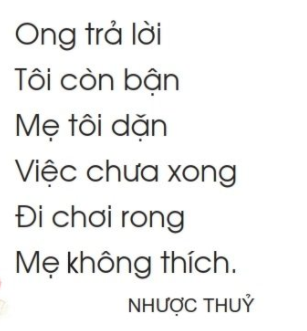 Ong trả lời
Tôi còn bận
Mẹ tôi dặn
Việc chưa xong
Đi chơi rong
Mẹ không thích.
NHƯỢC THUỶ